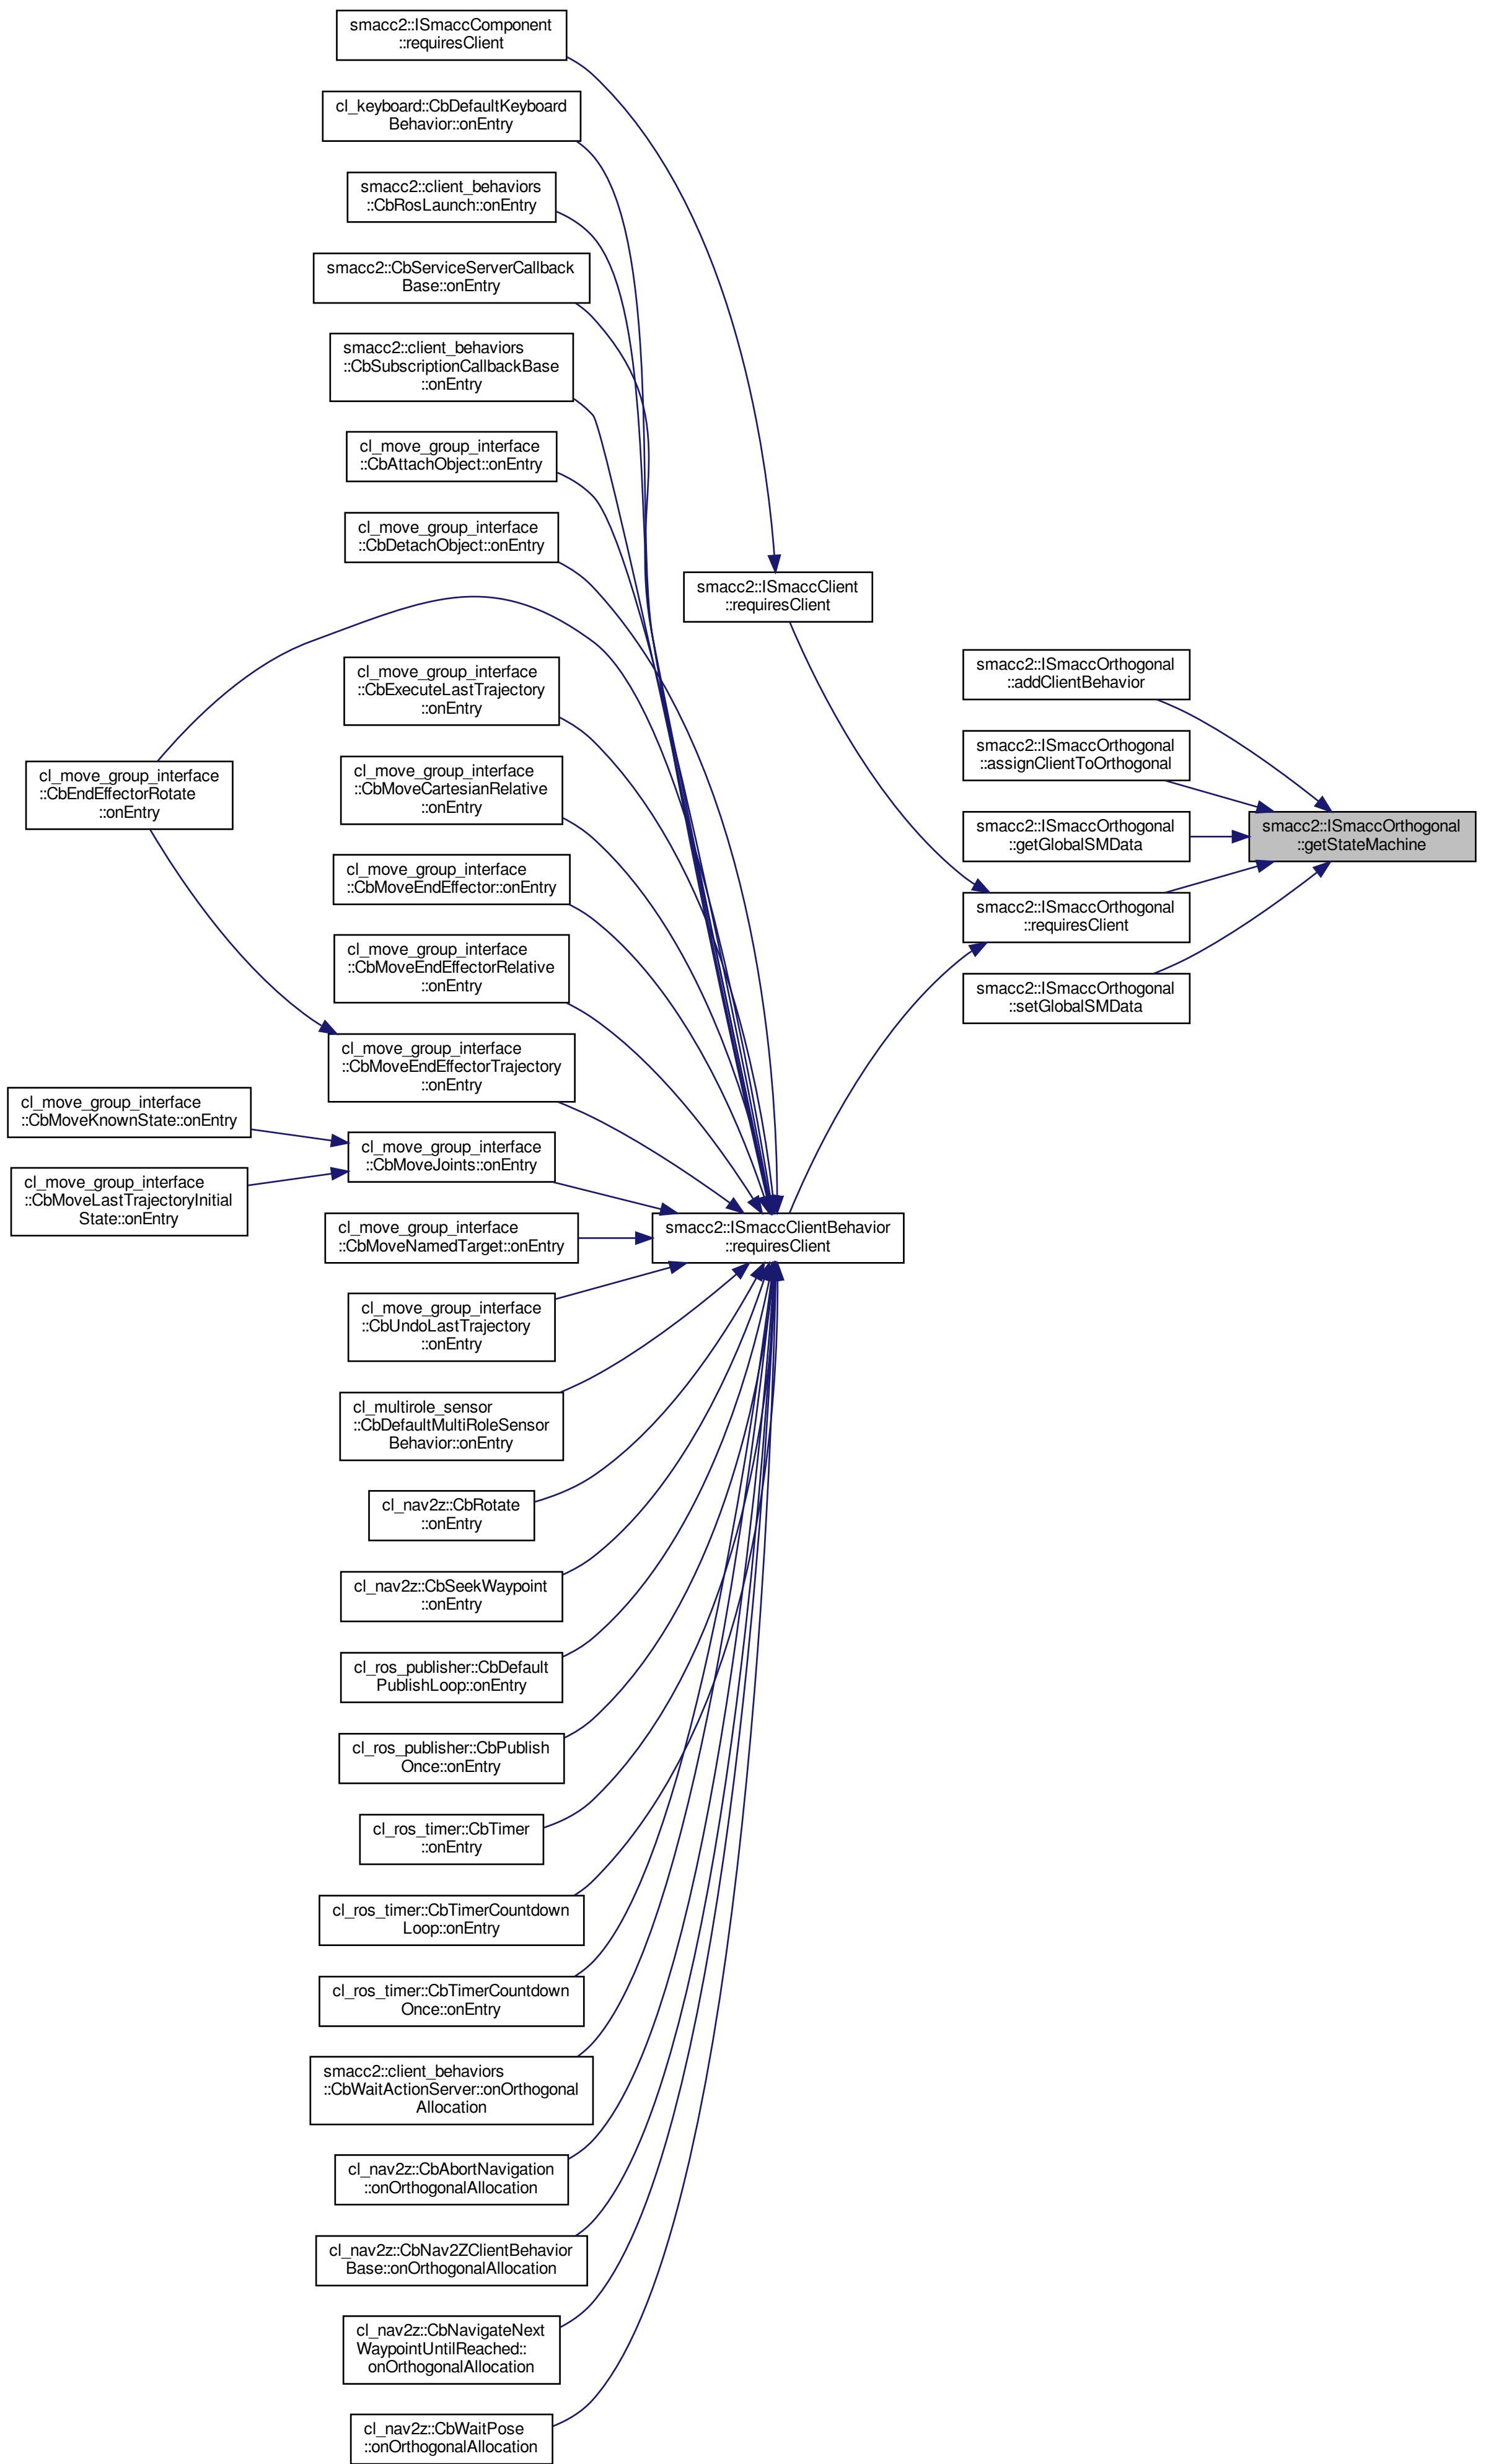 smacc2::ISmaccComponent
::requiresClient
cl_keyboard::CbDefaultKeyboard
Behavior::onEntry
smacc2::client_behaviors
::CbRosLaunch::onEntry
smacc2::CbServiceServerCallback
Base::onEntry
smacc2::client_behaviors
::CbSubscriptionCallbackBase
::onEntry
cl_move_group_interface
::CbAttachObject::onEntry
cl_move_group_interface
::CbDetachObject::onEntry
smacc2::ISmaccClient
::requiresClient
cl_move_group_interface
::CbExecuteLastTrajectory
::onEntry
smacc2::ISmaccOrthogonal
::addClientBehavior
smacc2::ISmaccOrthogonal
::assignClientToOrthogonal
cl_move_group_interface
::CbEndEffectorRotate
::onEntry
cl_move_group_interface
::CbMoveCartesianRelative
::onEntry
smacc2::ISmaccOrthogonal
::getGlobalSMData
smacc2::ISmaccOrthogonal
::getStateMachine
cl_move_group_interface
::CbMoveEndEffector::onEntry
smacc2::ISmaccOrthogonal
::requiresClient
cl_move_group_interface
::CbMoveEndEffectorRelative
::onEntry
smacc2::ISmaccOrthogonal
::setGlobalSMData
cl_move_group_interface
::CbMoveEndEffectorTrajectory
::onEntry
cl_move_group_interface
::CbMoveKnownState::onEntry
cl_move_group_interface
::CbMoveJoints::onEntry
cl_move_group_interface
::CbMoveLastTrajectoryInitial
State::onEntry
cl_move_group_interface
::CbMoveNamedTarget::onEntry
smacc2::ISmaccClientBehavior
::requiresClient
cl_move_group_interface
::CbUndoLastTrajectory
::onEntry
cl_multirole_sensor
::CbDefaultMultiRoleSensor
Behavior::onEntry
cl_nav2z::CbRotate
::onEntry
cl_nav2z::CbSeekWaypoint
::onEntry
cl_ros_publisher::CbDefault
PublishLoop::onEntry
cl_ros_publisher::CbPublish
Once::onEntry
cl_ros_timer::CbTimer
::onEntry
cl_ros_timer::CbTimerCountdown
Loop::onEntry
cl_ros_timer::CbTimerCountdown
Once::onEntry
smacc2::client_behaviors
::CbWaitActionServer::onOrthogonal
Allocation
cl_nav2z::CbAbortNavigation
::onOrthogonalAllocation
cl_nav2z::CbNav2ZClientBehavior
Base::onOrthogonalAllocation
cl_nav2z::CbNavigateNext
WaypointUntilReached::
onOrthogonalAllocation
cl_nav2z::CbWaitPose
::onOrthogonalAllocation